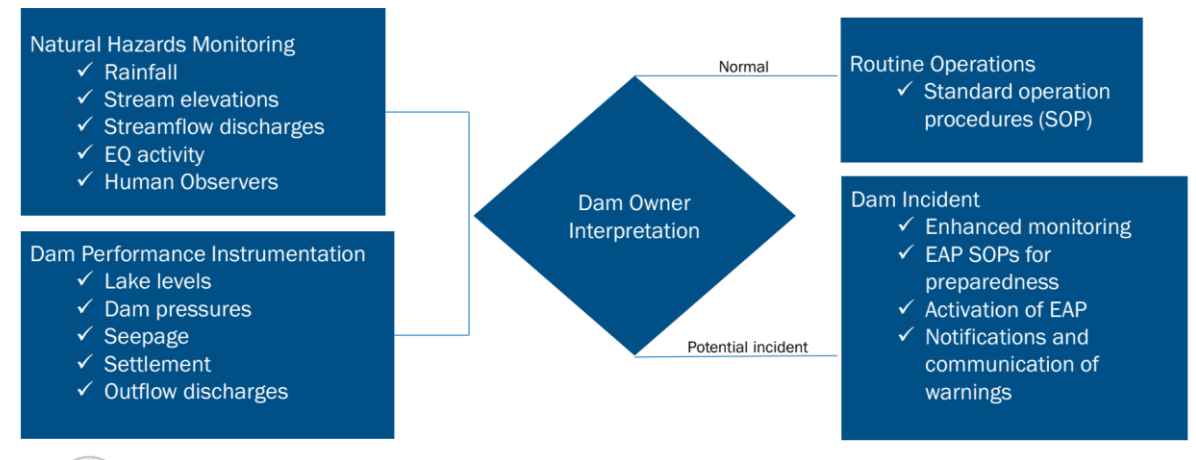 Natural Hazards Monitoring
✓ Rainfall
✓ Stream elevations
✓ Streamflow discharges
✓ EQ activity
✓ Human Observers
Dam Performance Instrumentation
✓ Lake levels
✓ Dam pressures
✓ Seepage
✓ Settlement
✓ Outflow discharges
Dam Owner
Interpretation
Normal
Routine Operations
✓ Standard operation
procedures (SOP)
Potential incident
Dam Incident
✓ Enhanced monitoring
✓ EAP SOPs for
preparedness
✓ Activation of EAP
✓ Notifications and
communication of
warnings